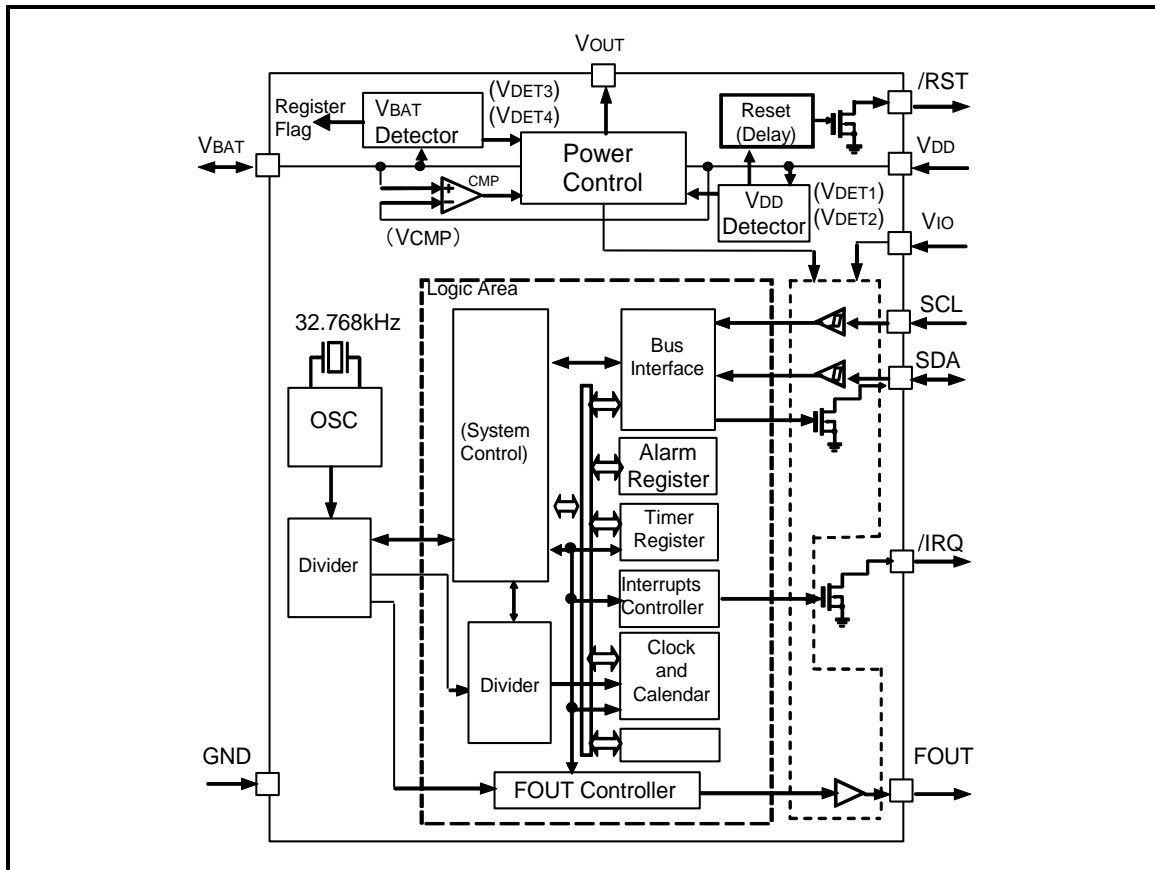 VOUT
/RST
(VDET3)
(VDET4)
Register
Flag
VBAT
Detector
Reset
(Delay)
VBAT
Power
Control
VDD
CMP
+
−
VDD
Detector
(VDET1)
(VDET2)
(VCMP)
VIO
Logic Area
32.768kHz
SCL
Bus
Interface
SDA
OSC
(System
Control)
Alarm
Register
Timer
Register
Divider
/IRQ
Interrupts
Controller
Clock
and
Calendar
Divider
GND
FOUT
FOUT Controller